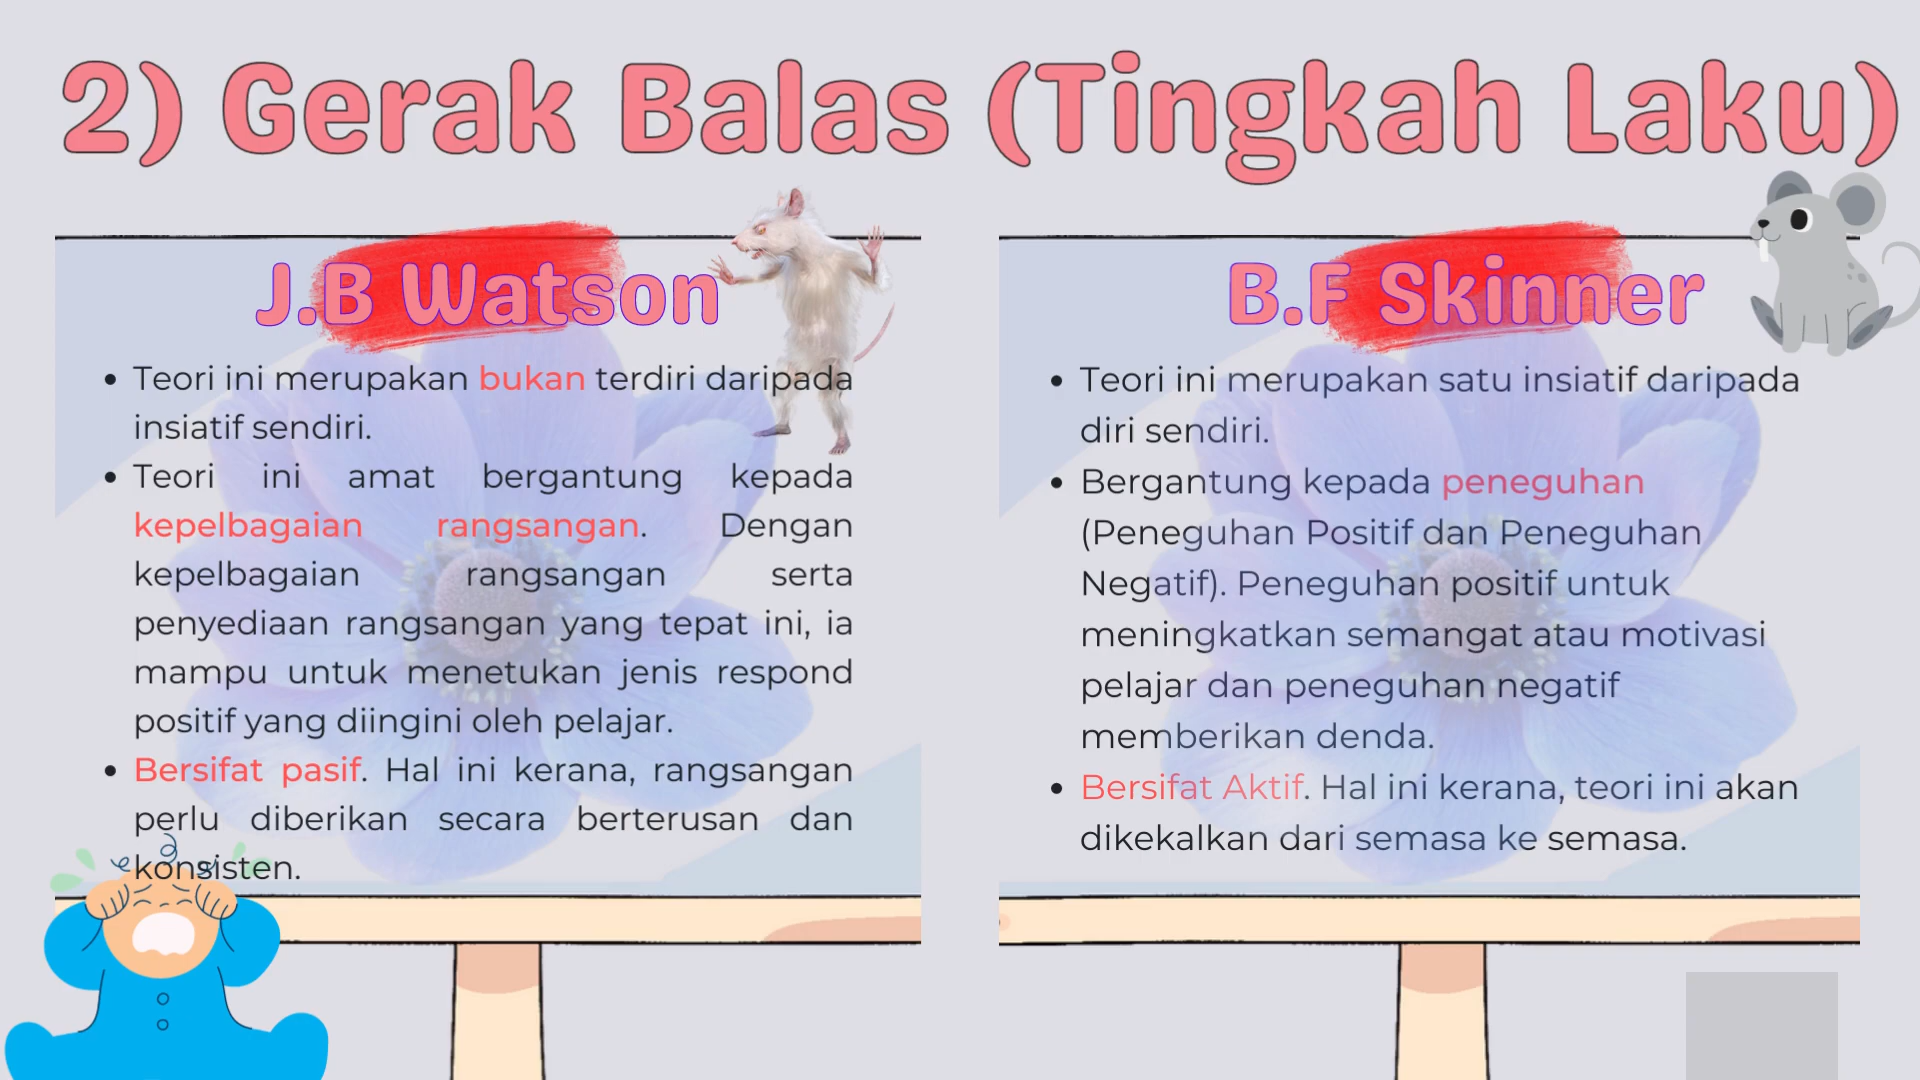 2) Gerak Balas (Tingkah Laku)
J.B Watson
• Teori ini merupakan bukan terdiri daripada
insiatif sendiri.
• Teori ini amat bergantung kepada
kepelbagaian rangsangan. Dengan
kepelbagaian rangsangan serta
penyediaan rangsangan yang tepat ini, ia
mampu untuk menetukan jenis respond
positif yang diingini oleh pelajar.
• Bersifat pasif. Hal ini kerana, rangsangan
perlu diberikan secara berterusan dan
konsisten.
B.F Skinner
• Teori ini merupakan satu insiatif daripada
diri sendiri.
• Bergantung kepada peneguhan
(Peneguhan Positif dan Peneguhan
Negatif). Peneguhan positif untuk
meningkatkan semangat atau motivasi
pelajar dan peneguhan negatif
memberikan denda.
• Bersifat Aktif. Hal ini kerana, teori ini akan
dikekalkan dari semasa ke semasa.